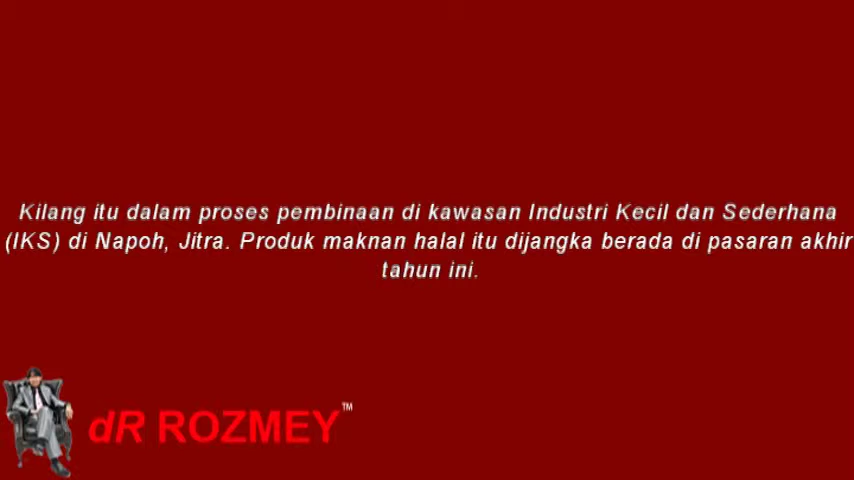 Kilang itu dalam proses pembinaan di kawasan Industri Kecil dan Sederhana
(IKS) di Napoh, Jitra. Produk maknan halal itu dijangka berada di pasaran akhir
tahun ini.
dR ROZMEY™